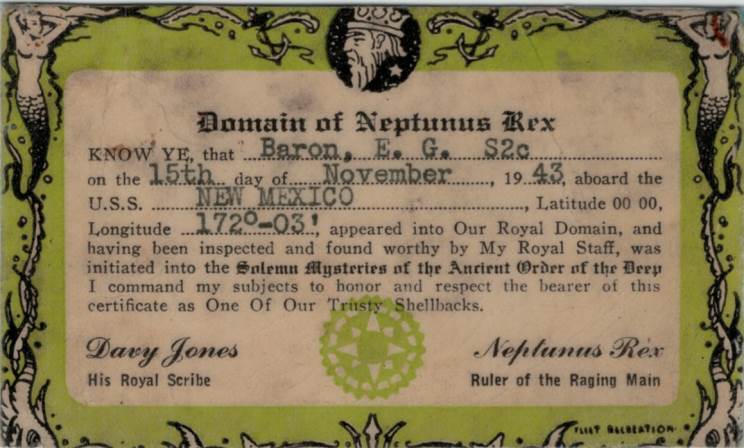 Domain of Neptunus Rex
KNOW YE, that Baron, E. G. S2c
on the 15th day of November, 19 43, aboard the
U.S.S. NEW MEXICO, Latitude 00 00,
Longitude 172°-03', appeared into Our Royal Domain, and
having been inspected and found worthy by My Royal Staff, was
initiated into the Solemn Mysteries of the Ancient Order of the Deep
I command my subjects to honor and respect the bearer of this
certificate as One Of Our Trusty Shellbacks.
Davy Jones Neptunus Rex
His Royal Scribe Ruler of the Raging Main